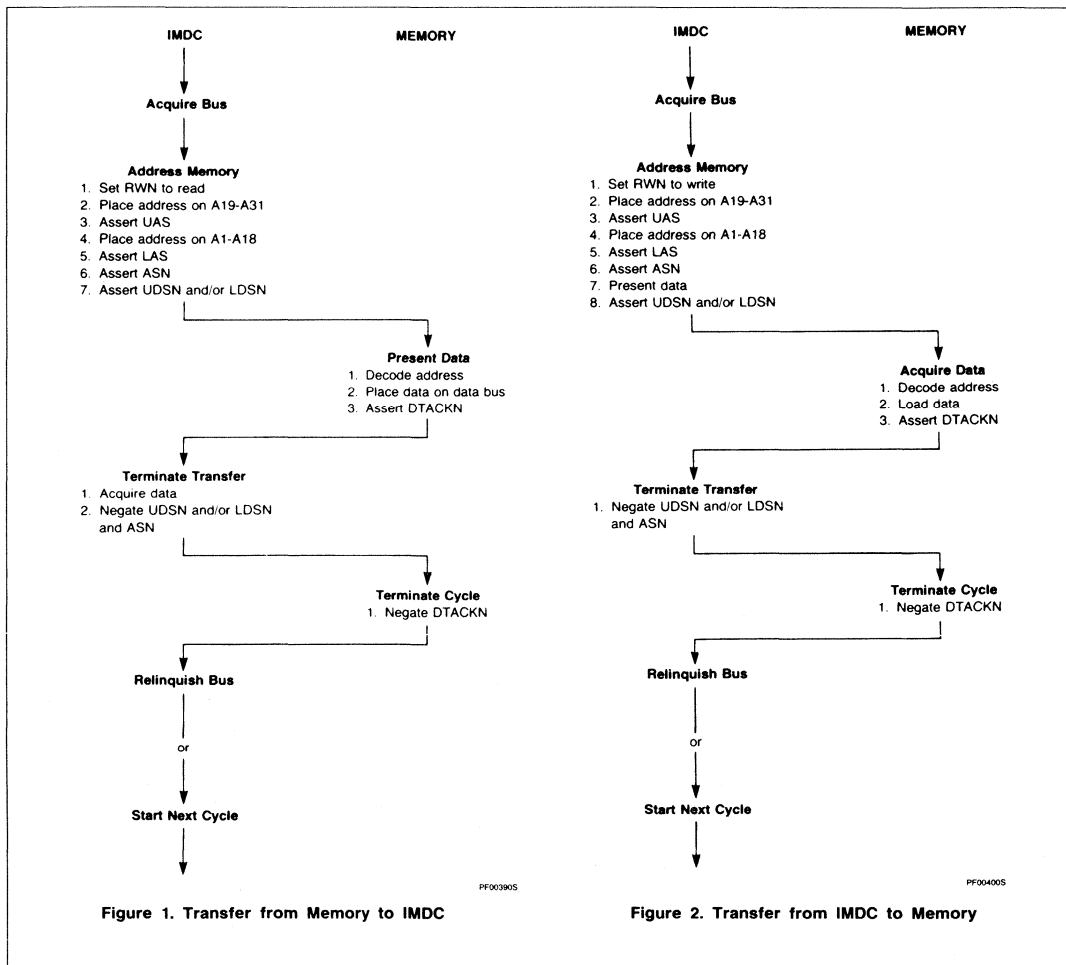 IMDC MEMORY
Acquire Bus
Address Memory
1. Set RWN to read
2. Place address on A19-A31
3. Assert UAS
4. Place address on A1-A18
5. Assert LAS
6. Assert ASN
7. Assert UDSN and/or LDSN
Present Data
1. Decode address
2. Place data on data bus
3. Assert DTACKN
Terminate Transfer
1. Acquire data
2. Negate UDSN and/or LDSN
and ASN
Terminate Cycle
1. Negate DTACKN
Relinquish Bus
or
Start Next Cycle
PF00390S
Figure 1. Transfer from Memory to IMDC
IMDC MEMORY
Acquire Bus
Address Memory
1. Set RWN to write
2. Place address on A19-A31
3. Assert UAS
4. Place address on A1-A18
5. Assert LAS
6. Assert ASN
7. Present data
8. Assert UDSN and/or LDSN
Acquire Data
1. Decode address
2. Load data
3. Assert DTACKN
Terminate Transfer
1. Negate UDSN and/or LDSN
and ASN
Terminate Cycle
1. Negate DTACKN
Relinquish Bus
or
Start Next Cycle
PF00400S
Figure 2. Transfer from IMDC to Memory